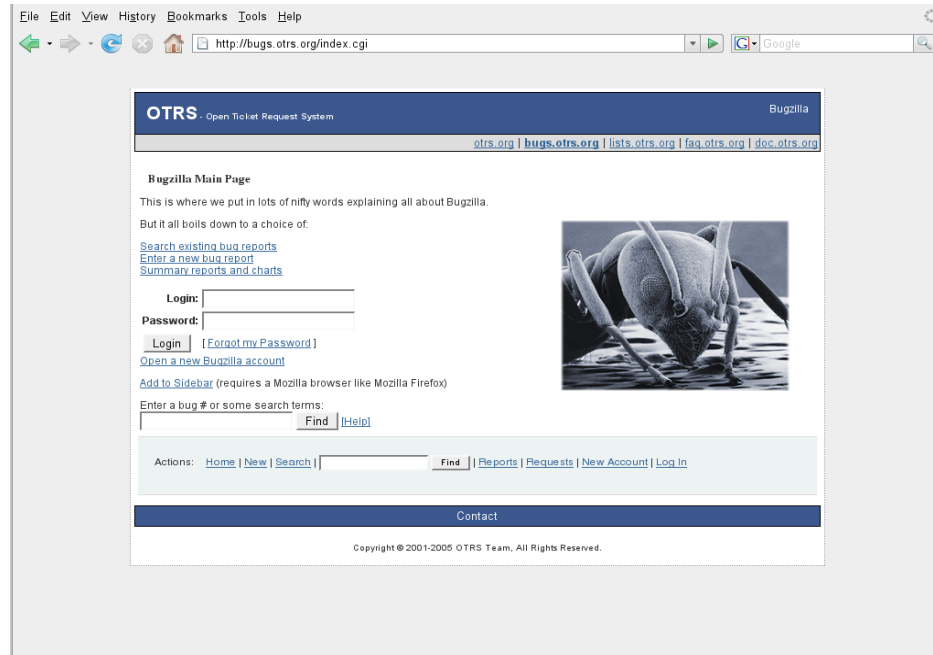 File Edit View History Bookmarks Tools Help
http://bugs.otrs.org/index.cgi
G Google
OTRS - Open Ticket Request System
Bugzilla
otrs.org | bugs.otrs.org | lists.otrs.org | faq.otrs.org | doc.otrs.org
Bugzilla Main Page
This is where we put in lots of nifty words explaining all about Bugzilla.
But it all boils down to a choice of:
Search existing bug reports
Enter a new bug report
Summary reports and charts
Login:
Password:
Login [ Forgot my Password ]
Open a new Bugzilla account
Add to Sidebar (requires a Mozilla browser like Mozilla Firefox)
Enter a bug # or some search terms:
Find [Help]
Actions: Home | New | Search | Find | Reports | Requests | New Account | Log In
Contact
Copyright © 2001-2005 OTRS Team, All Rights Reserved.